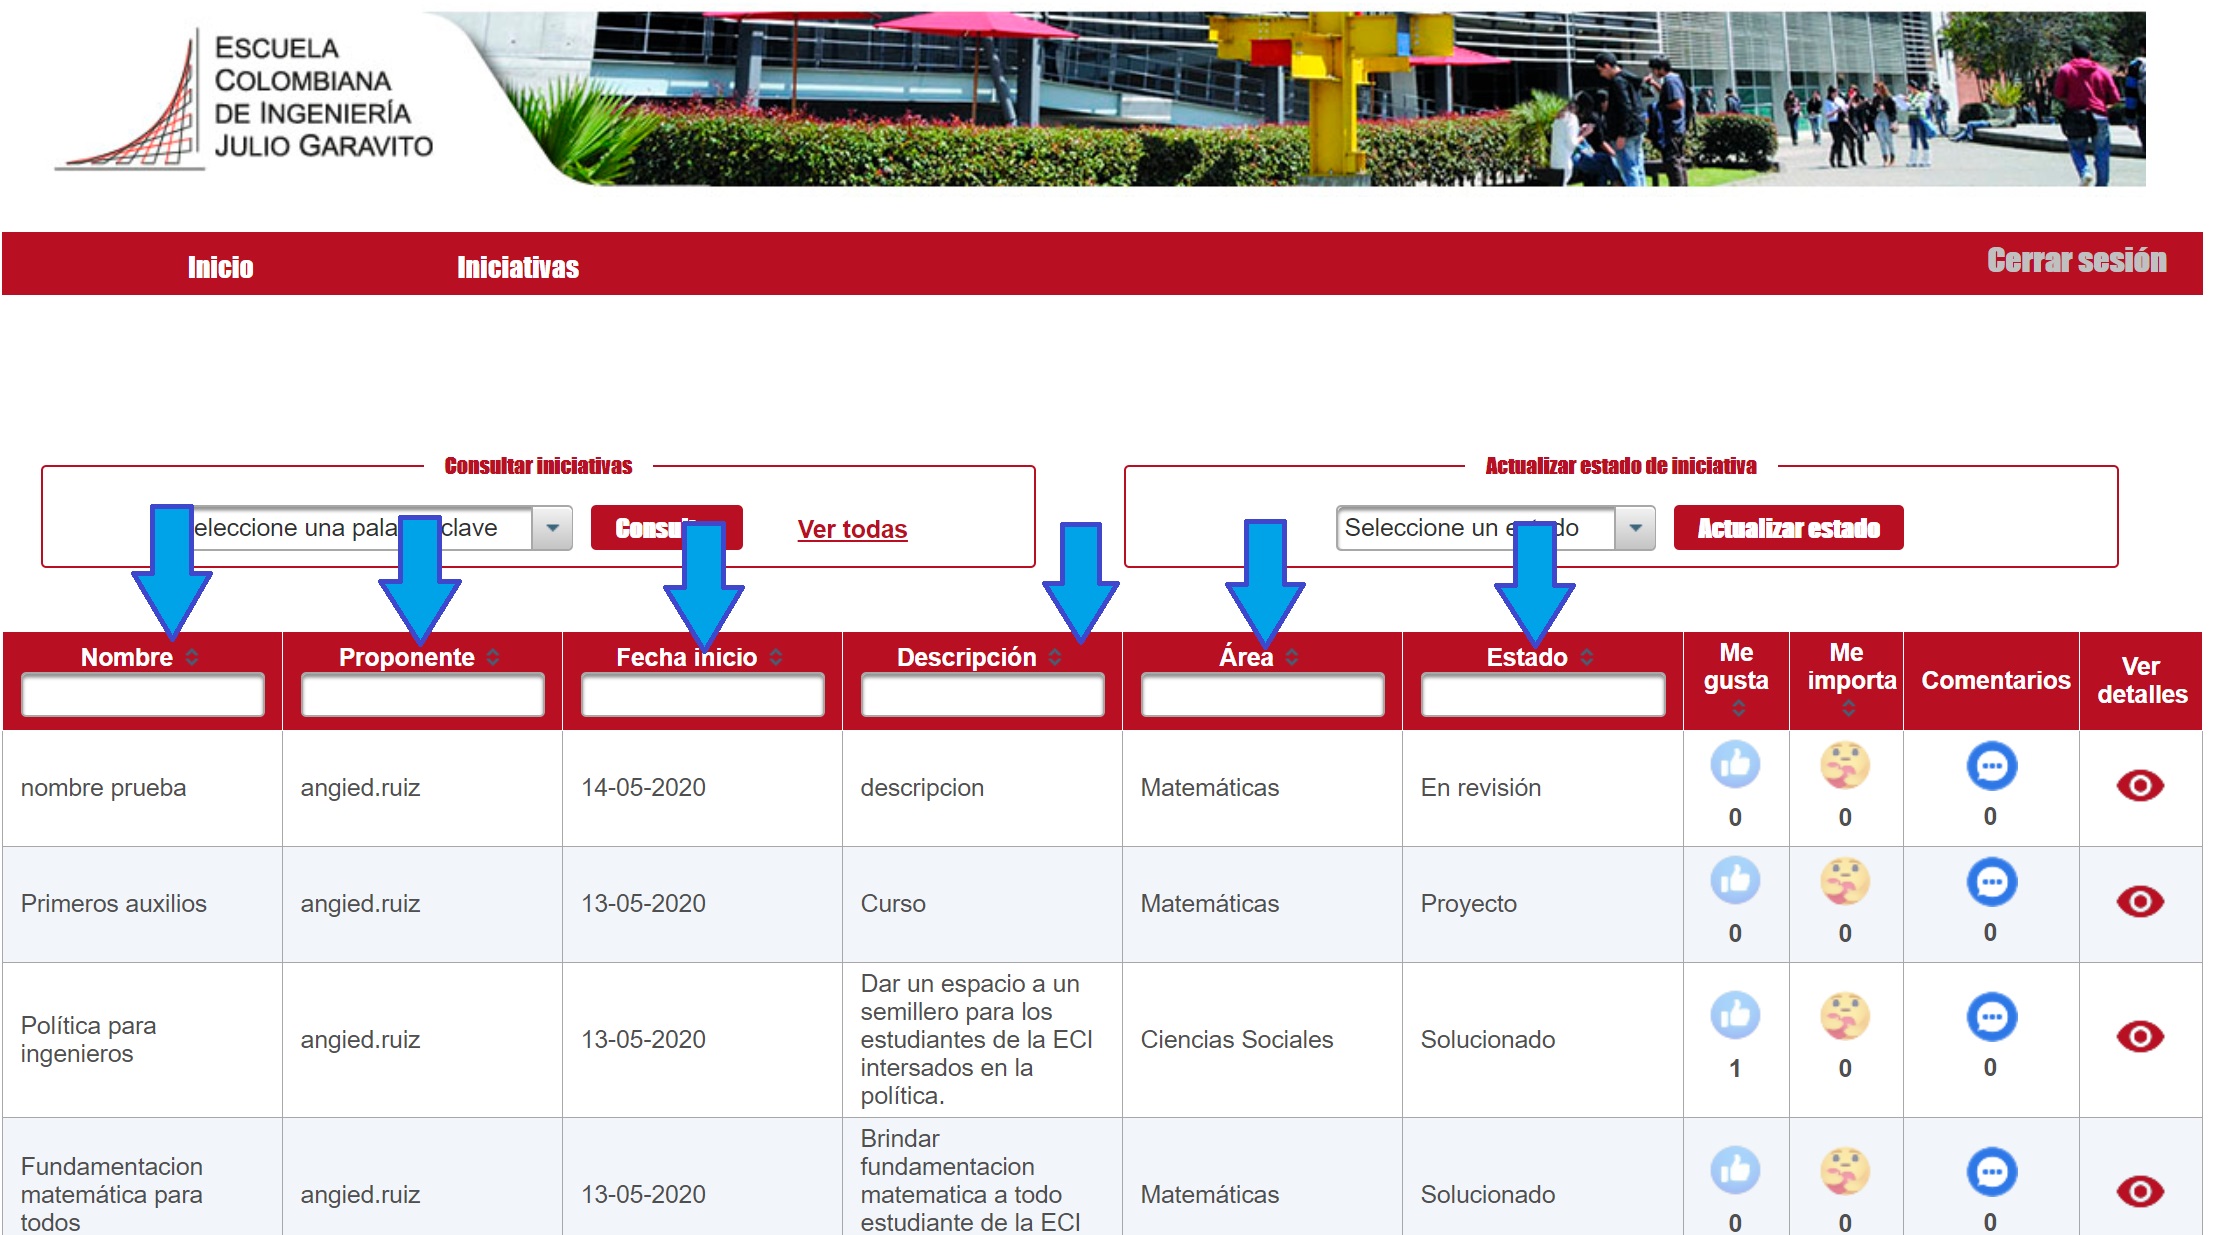 ESCUELA
COLOMBIANA
DE INGENIERÍA
JULIO GARAVITO
Inicio
Iniciativas
Cerrar sesión
Consultar iniciativas
eleccione una pala clave
Ver todas
Actualizar estado de iniciativa
Seleccione un
Actualizar estado
Nombre
Proponente
Fecha inicio
Descripción
Área
Estado
Me
gusta
Me
importa
Comentarios
Ver
detalles
nombre prueba
angied.ruiz
14-05-2020
descripcion
Matemáticas
En revisión
0
0
0
Primeros auxilios
angied.ruiz
13-05-2020
Curso
Matemáticas
Proyecto
0
0
0
Política para
ingenieros
angied.ruiz
13-05-2020
Dar un espacio a un
semillero para los
estudiantes de la ECI
intersados en la
política.
Ciencias Sociales
Solucionado
1
0
0
Fundamentacion
matemática para
todos
angied.ruiz
13-05-2020
Brindar
fundamentacion
matematica a todo
estudiante de la ECI
Matemáticas
Solucionado
0
0
0